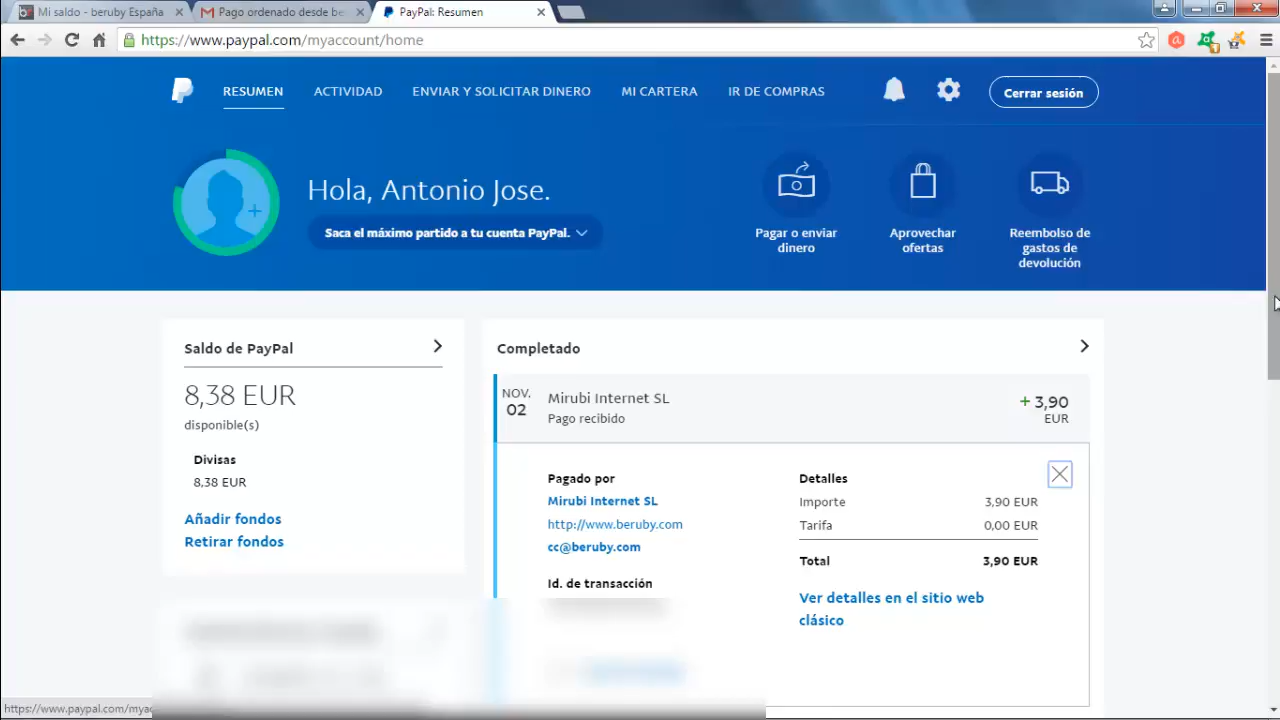 Mi saldo - beruby España
Pago ordenado desde be
PayPal: Resumen
https://www.paypal.com/myaccount/home
RESUMEN
ACTIVIDAD
ENVIAR Y SOLICITAR DINERO
MI CARTERA
IR DE COMPRAS
Cerrar sesión
Hola, Antonio Jose.
Saca el máximo partido a tu cuenta PayPal.
Pagar o enviar
dinero
Aprovechar
ofertas
Reembolso de
gastos de
devolución
Saldo de PayPal
8,38 EUR
disponible(s)
Divisas
8,38 EUR
Añadir fondos
Retirar fondos
Completado
NOV.
02
Mirubi Internet SL
Pago recibido
+ 3,90
EUR
Pagado por
Mirubi Internet SL
http://www.beruby.com
cc@beruby.com
Id. de transacción
Detalles
Importe 3,90 EUR
Tarifa 0,00 EUR
Total 3,90 EUR
Ver detalles en el sitio web
clásico
https://www.paypal.com/myac